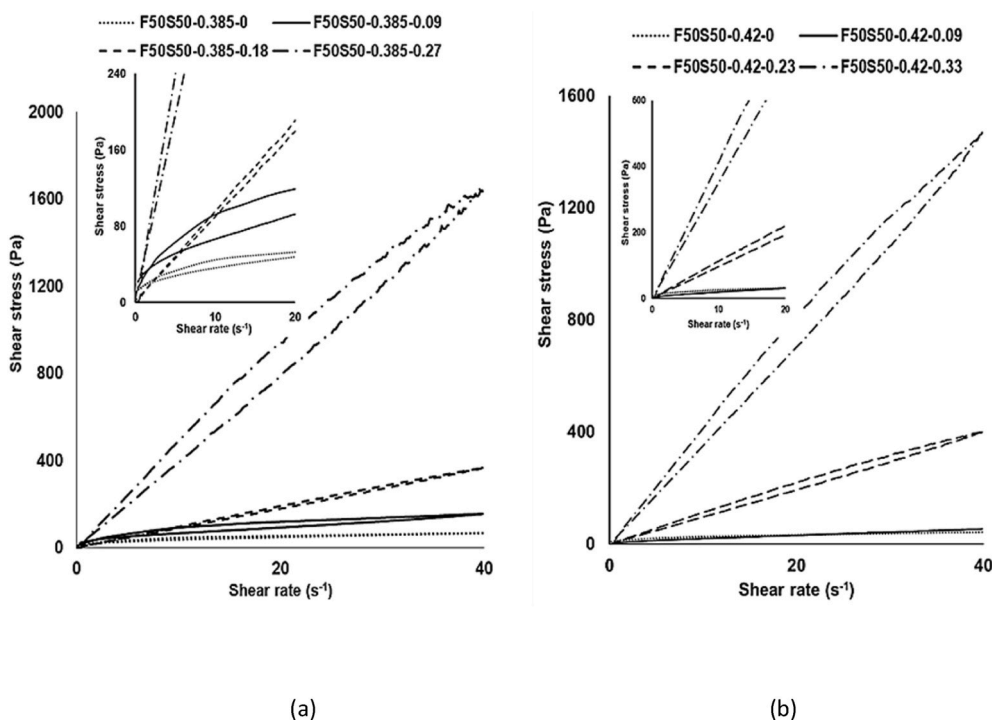 F50S50-0.385-0
F50S50-0.385-0.09
F50S50-0.385-0.18
F50S50-0.385-0.27
2000
1600
1200
800
400
0
Shear stress (Pa)
240
160
80
0
Shear stress (Pa)
0
10
20
Shear rate (s⁻¹)
0
20
40
Shear rate (s⁻¹)
(a)
F50S50-0.42-0
F50S50-0.42-0.09
F50S50-0.42-0.23
F50S50-0.42-0.33
1600
1200
800
400
0
Shear stress (Pa)
600
400
200
0
Shear stress (Pa)
0
10
20
Shear rate (s⁻¹)
0
20
40
Shear rate (s⁻¹)
(b)